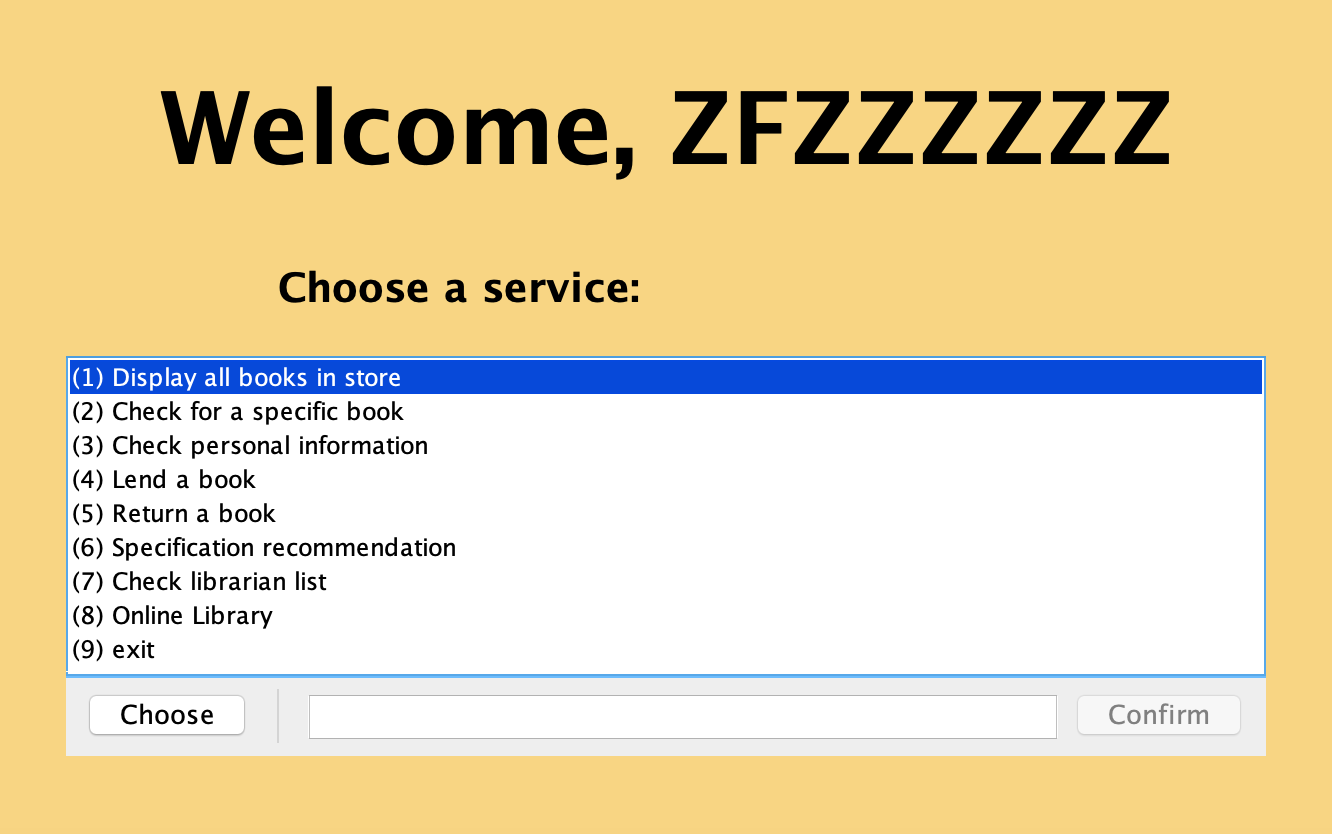 Welcome, ZFZZZZZZ
Choose a service:
(1) Display all books in store
(2) Check for a specific book
(3) Check personal information
(4) Lend a book
(5) Return a book
(6) Specification recommendation
(7) Check librarian list
(8) Online Library
(9) exit
Choose
Confirm